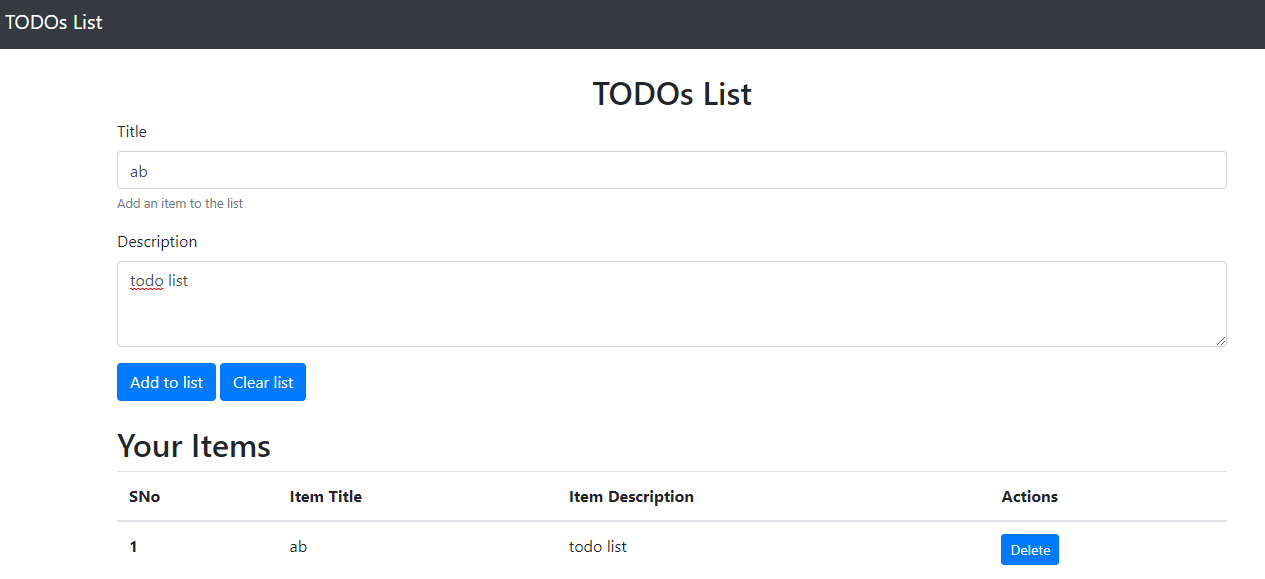 TODOs List
TODOs List
Title
ab
Add an item to the list
Description
todo list
Add to list Clear list
Your Items
SNo Item Title Item Description Actions
1 ab todo list Delete